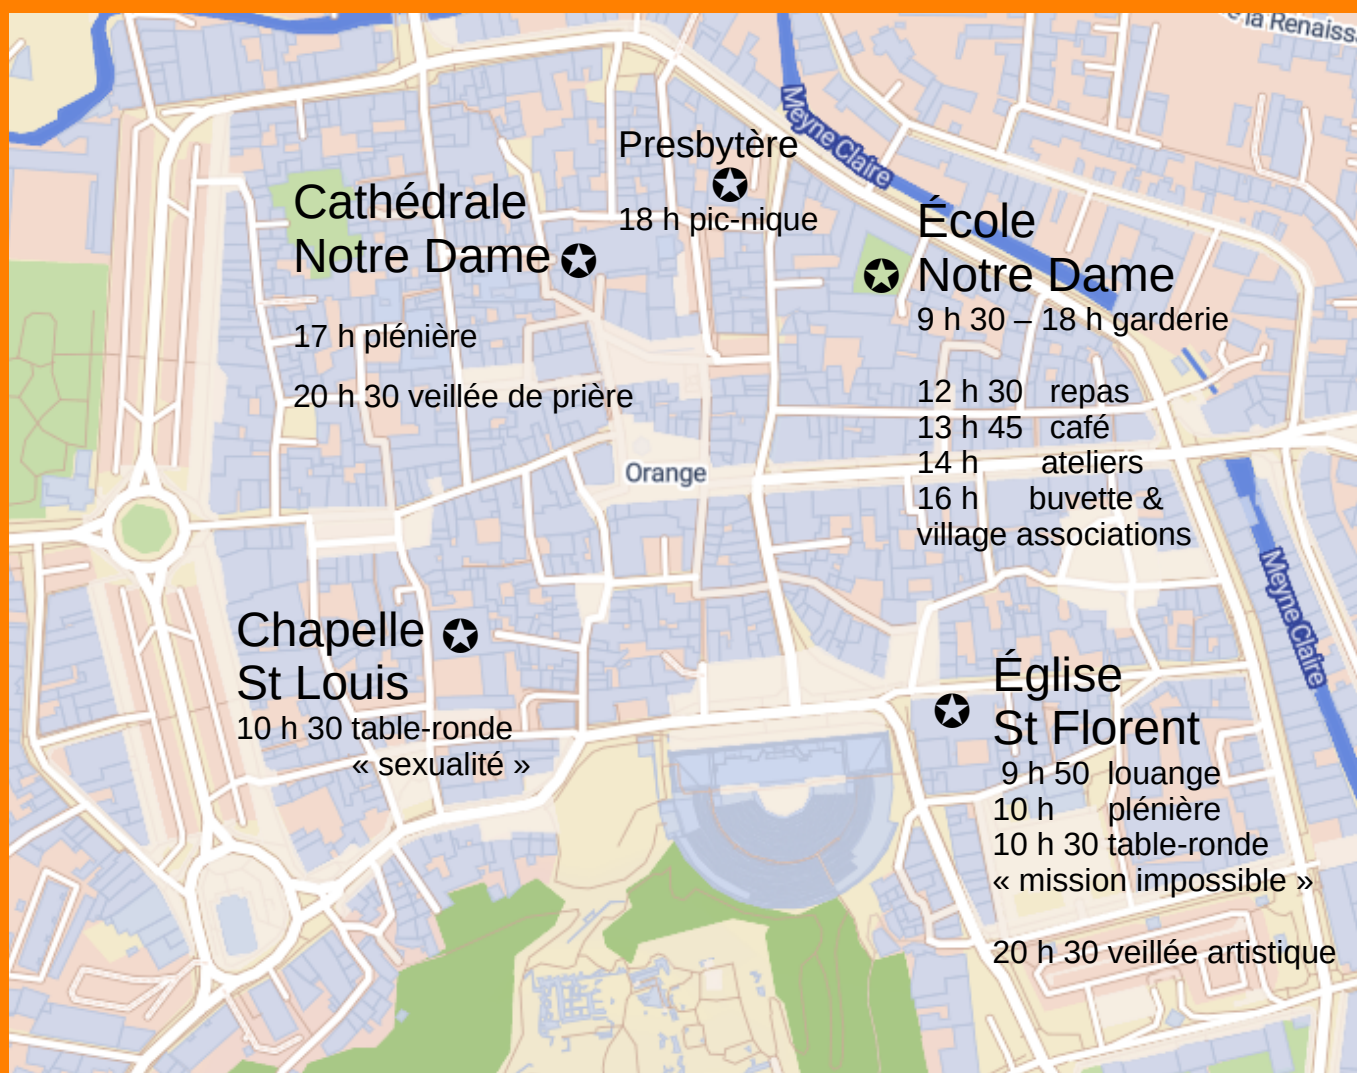 la Renaiss
Meyne Claire
Presbytère
18 h pic-nique
Cathédrale
Notre Dame
17 h plénière
20 h 30 veillée de prière
École
Notre Dame
9 h 30 – 18 h garderie
12 h 30 repas
13 h 45 café
14 h ateliers
16 h buvette &
village associations
Orange
Meyne Claire
Chapelle
St Louis
10 h 30 table-ronde
« sexualité »
Église
St Florent
9 h 50 louange
10 h plénière
10 h 30 table-ronde
« mission impossible »
20 h 30 veillée artistique